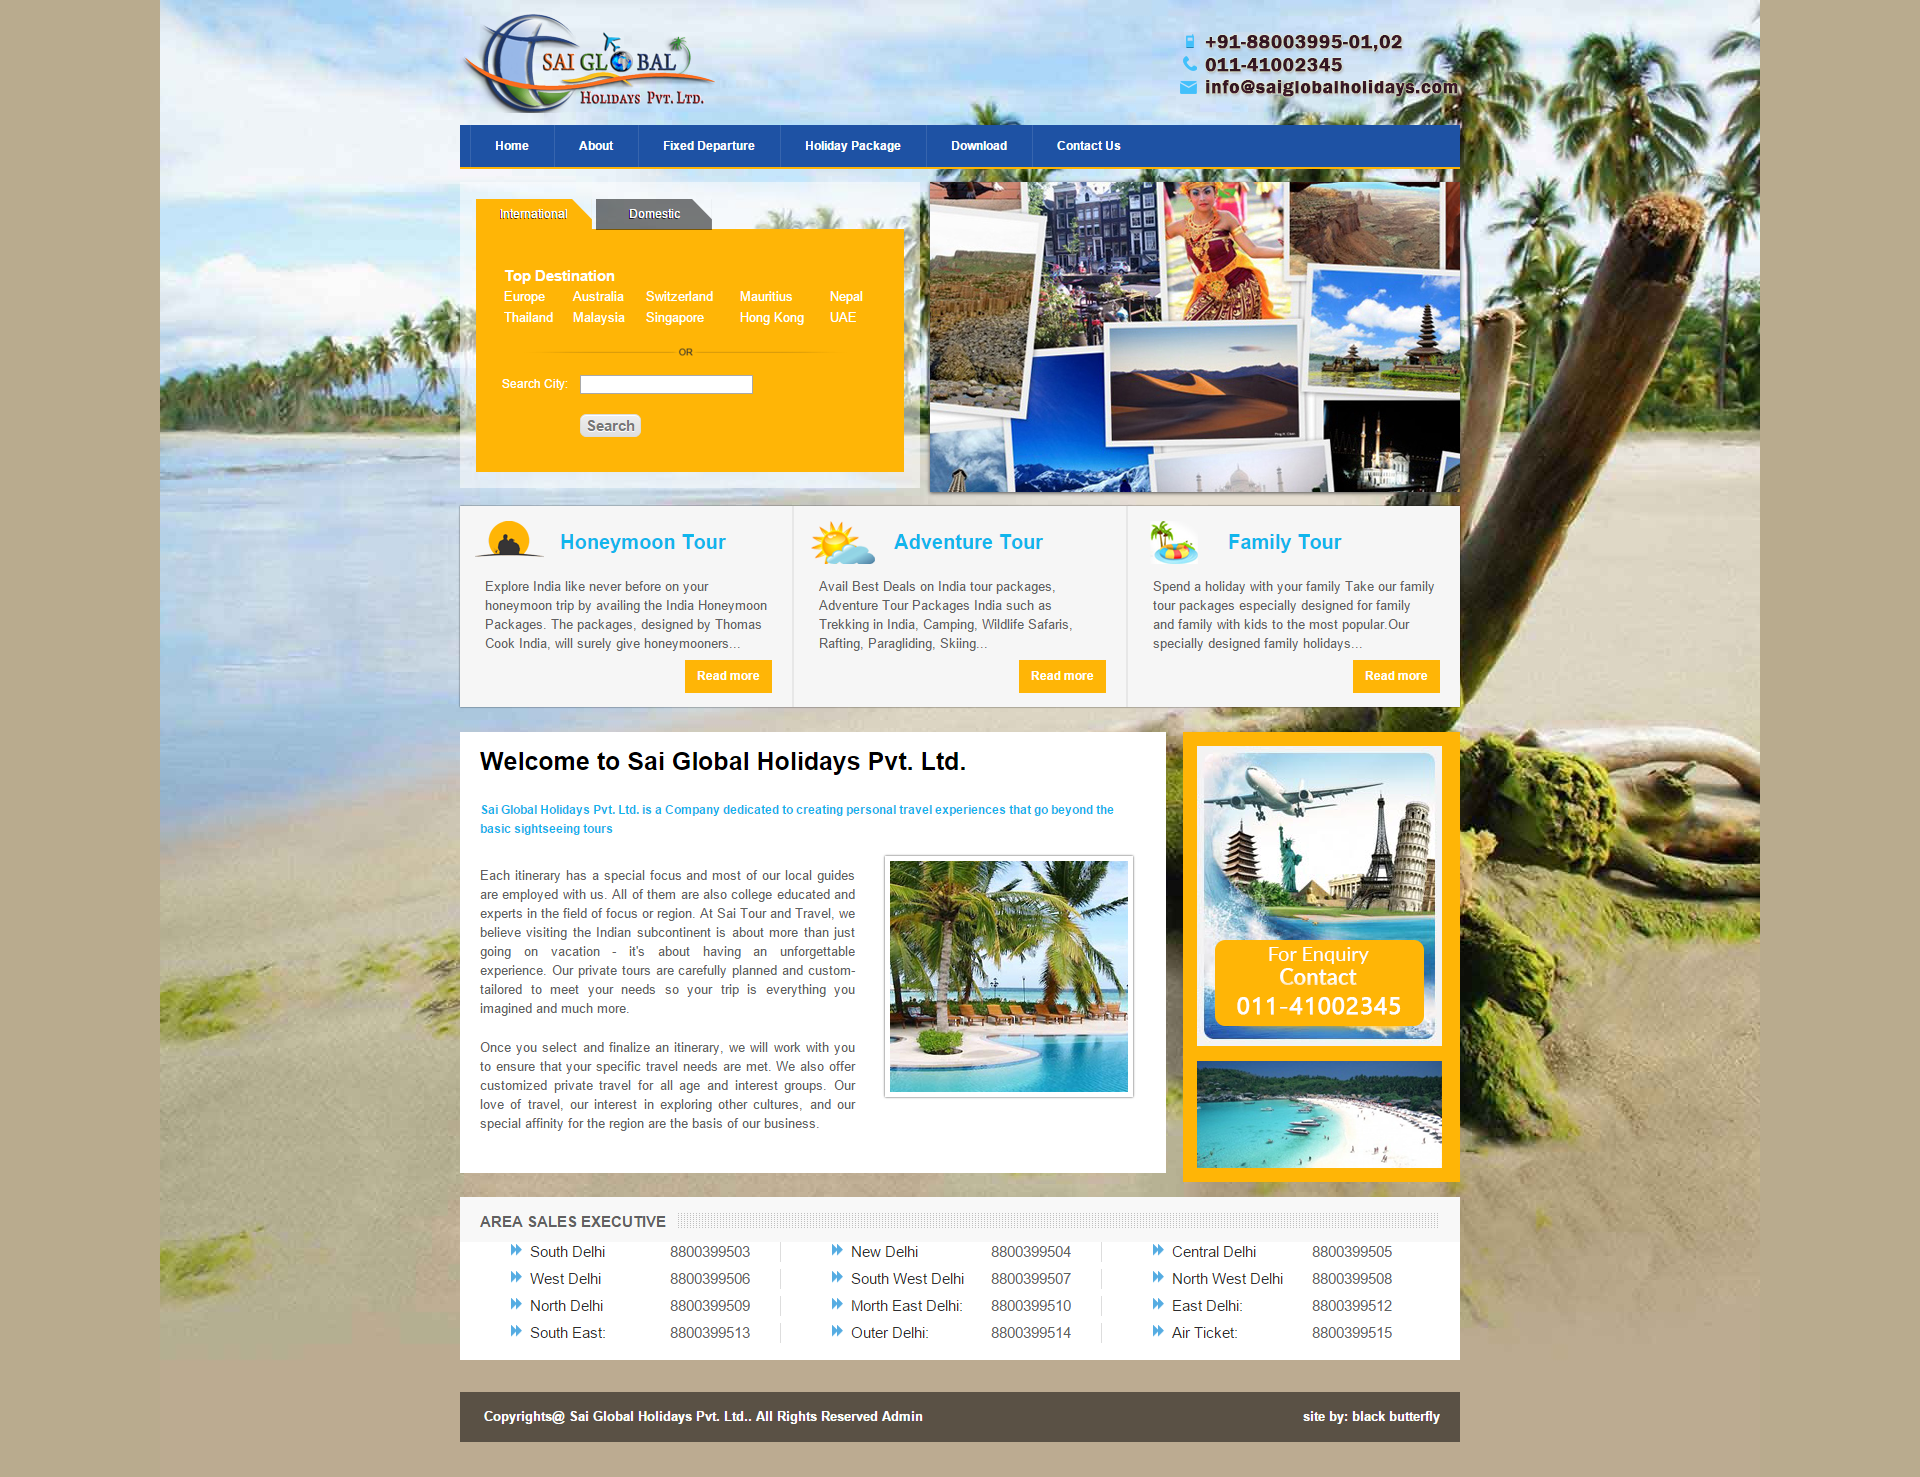 SAI GLOBAL
HOLIDAYS PVT. LTD.
+91-88003995-01,02
011-41002345
info@saiglobalholidays.com
Home About Fixed Departure Holiday Package Download Contact Us
International Domestic
Top Destination
Europe Australia Switzerland Mauritius Nepal
Thailand Malaysia Singapore Hong Kong UAE
OR
Search City:
Search
Honeymoon Tour
Explore India like never before on your
honeymoon trip by availing the India Honeymoon
Packages. The packages, designed by Thomas
Cook India, will surely give honeymooners...
Read more
Adventure Tour
Avail Best Deals on India tour packages,
Adventure Tour Packages India such as
Trekking in India, Camping, Wildlife Safaris,
Rafting, Paragliding, Skiing...
Read more
Family Tour
Spend a holiday with your family Take our family
tour packages especially designed for family
and family with kids to the most popular.Our
specially designed family holidays...
Read more
Welcome to Sai Global Holidays Pvt. Ltd.
Sai Global Holidays Pvt. Ltd. is a Company dedicated to creating personal travel experiences that go beyond the
basic sightseeing tours
Each itinerary has a special focus and most of our local guides
are employed with us. All of them are also college educated and
experts in the field of focus or region. At Sai Tour and Travel, we
believe visiting the Indian subcontinent is about more than just
going on vacation - it's about having an unforgettable
experience. Our private tours are carefully planned and custom-
tailored to meet your needs so your trip is everything you
imagined and much more.
Once you select and finalize an itinerary, we will work with you
to ensure that your specific travel needs are met. We also offer
customized private travel for all age and interest groups. Our
love of travel, our interest in exploring other cultures, and our
special affinity for the region are the basis of our business.
For Enquiry
Contact
011-41002345
AREA SALES EXECUTIVE
South Delhi 8800399503 New Delhi 8800399504 Central Delhi 8800399505
West Delhi 8800399506 South West Delhi 8800399507 North West Delhi 8800399508
North Delhi 8800399509 Morth East Delhi: 8800399510 East Delhi: 8800399512
South East: 8800399513 Outer Delhi: 8800399514 Air Ticket: 8800399515
Copyrights@ Sai Global Holidays Pvt. Ltd.. All Rights Reserved Admin
site by: black butterfly